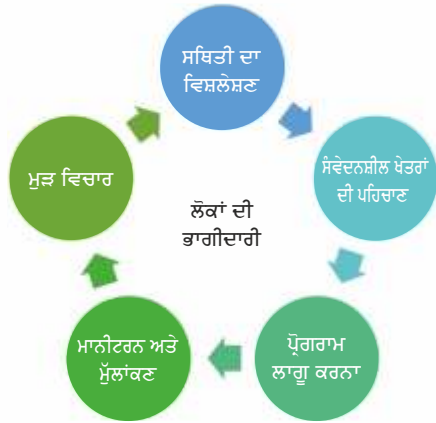 ਸਥਿਤੀ ਦਾ
ਵਿਸ਼ਲੇਸ਼ਣ
ਸੰਵੇਦਨਸ਼ੀਲ ਖੇਤਰਾਂ
ਦੀ ਪਹਿਚਾਣ
ਪ੍ਰੋਗਰਾਮ
ਲਾਗੂ ਕਰਨਾ
ਮਾਨੀਟਰਨ ਅਤੇ
ਮੁੱਲਾਂਕਣ
ਮੁੜ ਵਿਚਾਰ
ਲੋਕਾਂ ਦੀ
ਭਾਗੀਦਾਰੀ